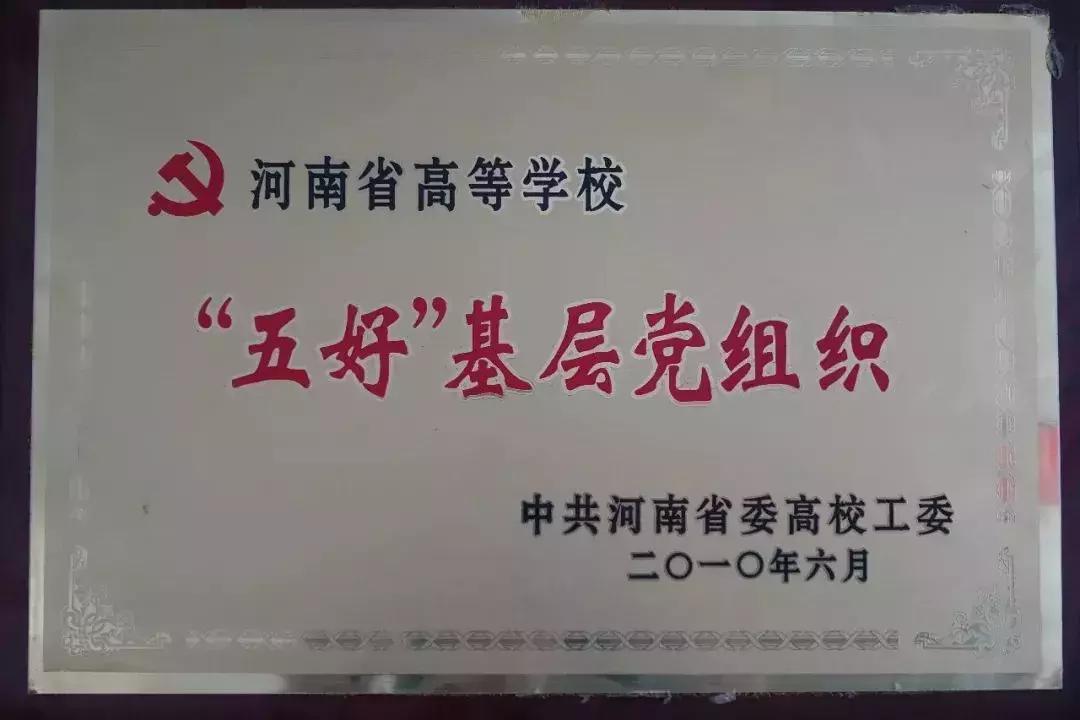 河南省高等学校
“五好”基层党组织
中共河南省委高校工委
二〇一〇年六月